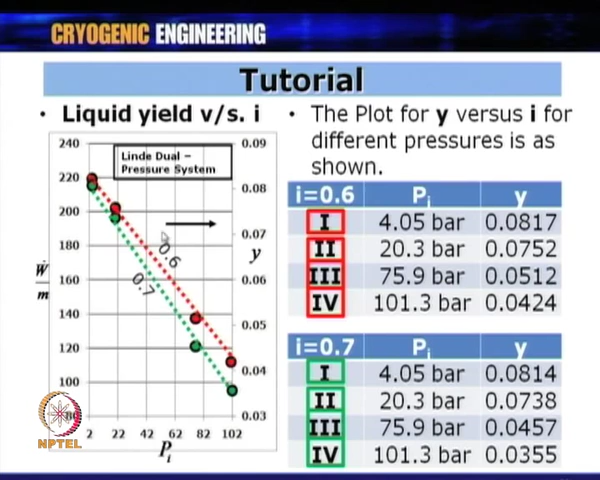 CRYOGENIC ENGINEERING
Tutorial
• Liquid yield v/s. i
Linde Dual –
Pressure System
240
220
200
180
160
140
120
100
80
0.09
0.08
0.07
0.06
0.05
0.04
0.03
2 22 42 62 82 102
Ẇ
m
y
Pi
0.6
0.7
NPTEL
• The Plot for y versus i for
different pressures is as
shown.
i=0.6 Pi y
I 4.05 bar 0.0817
II 20.3 bar 0.0752
III 75.9 bar 0.0512
IV 101.3 bar 0.0424
i=0.7 Pi y
I 4.05 bar 0.0814
II 20.3 bar 0.0738
III 75.9 bar 0.0457
IV 101.3 bar 0.0355